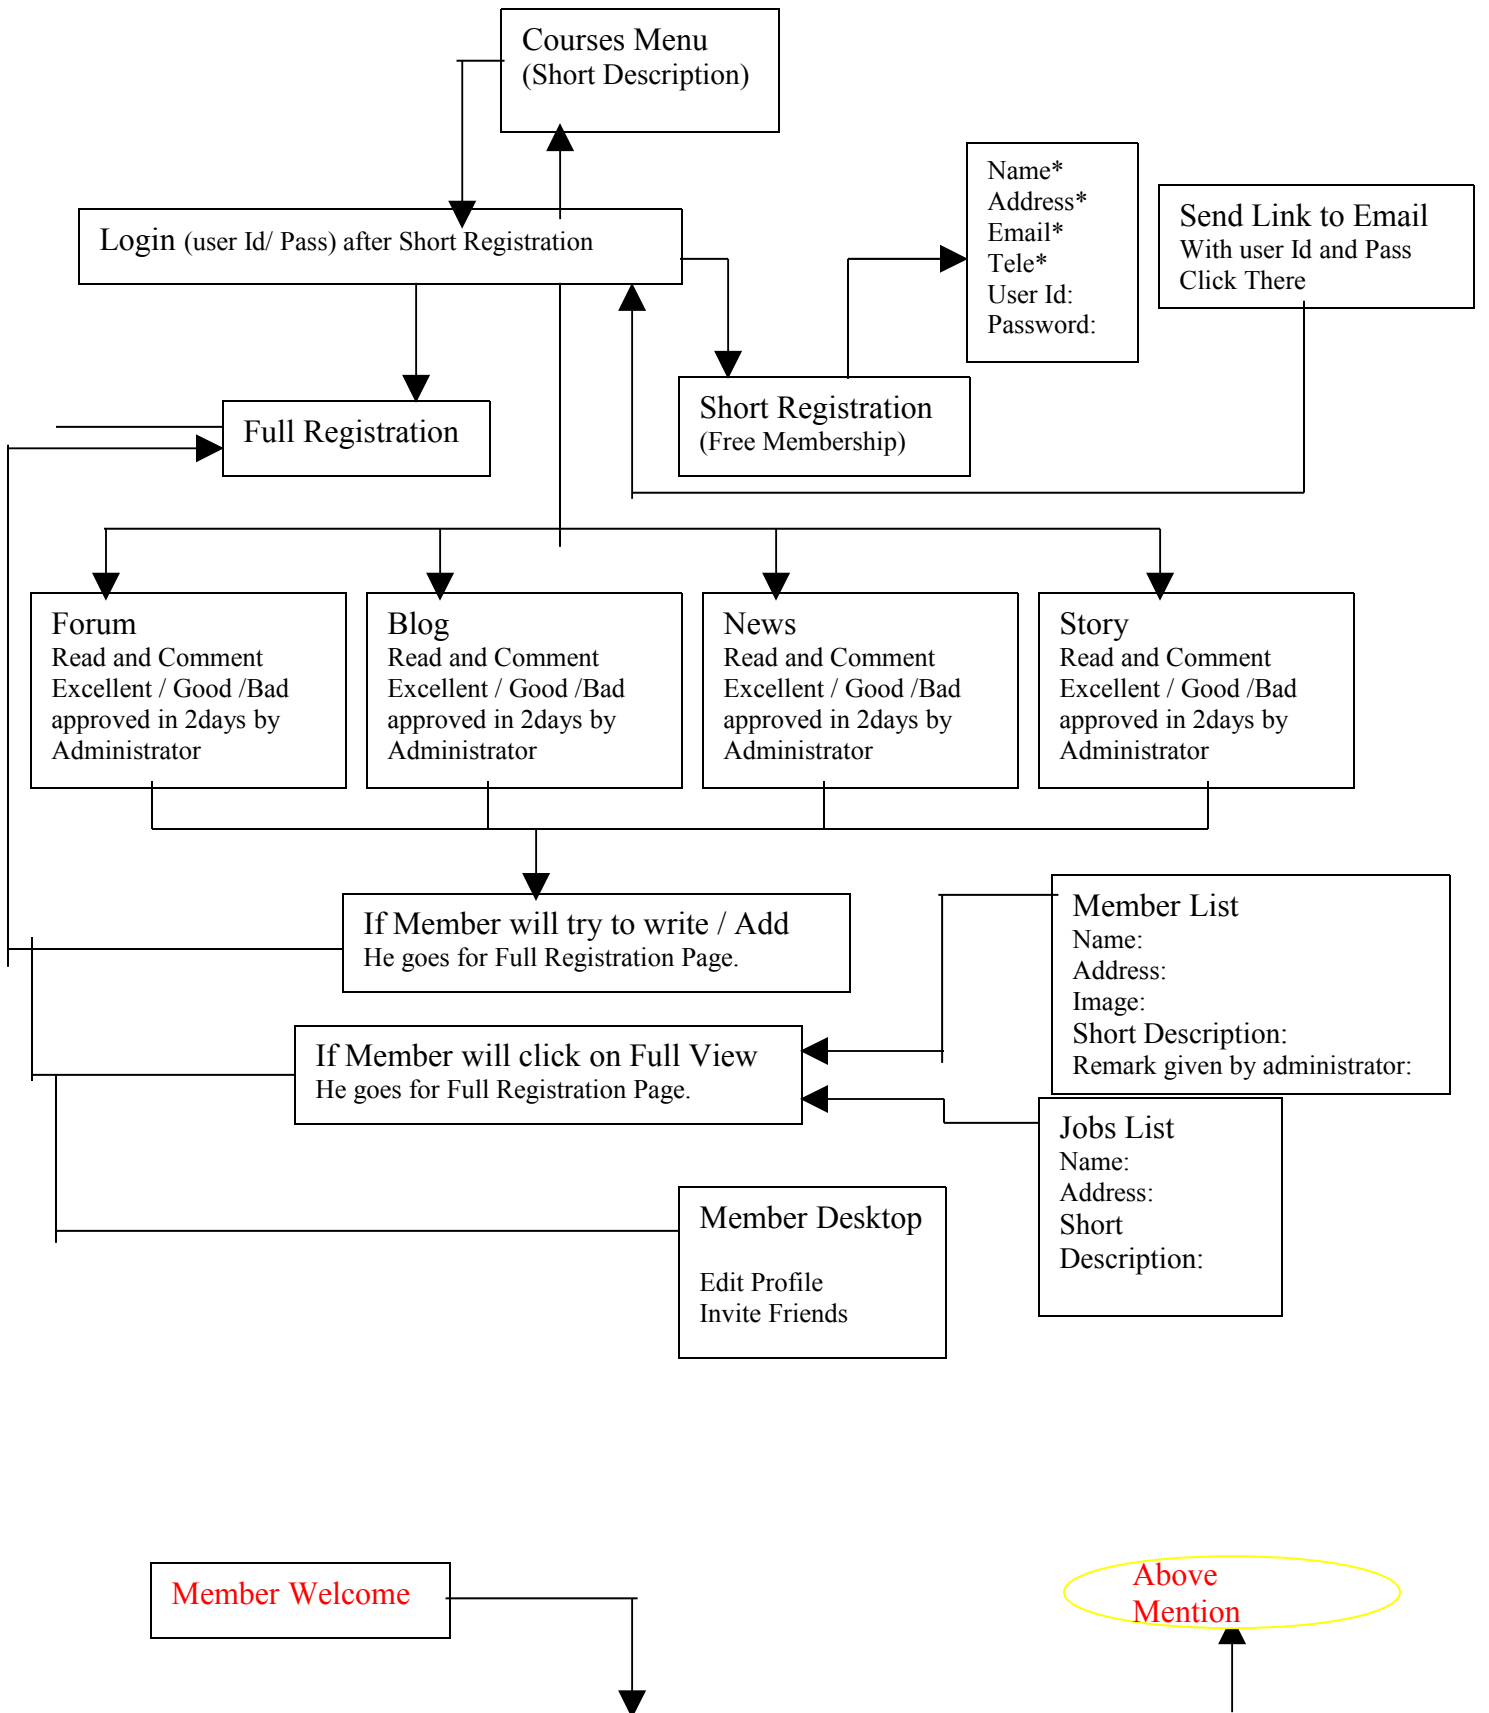 Courses Menu
(Short Description)
Name*
Address*
Email*
Tele*
User Id:
Password:
Send Link to Email
With user Id and Pass
Click There
Login (user Id/ Pass) after Short Registration
Short Registration
(Free Membership)
Full Registration
Forum
Read and Comment
Excellent / Good /Bad
approved in 2days by
Administrator
Blog
Read and Comment
Excellent / Good /Bad
approved in 2days by
Administrator
News
Read and Comment
Excellent / Good /Bad
approved in 2days by
Administrator
Story
Read and Comment
Excellent / Good /Bad
approved in 2days by
Administrator
If Member will try to write / Add
He goes for Full Registration Page.
Member List
Name:
Address:
Image:
Short Description:
Remark given by administrator:
If Member will click on Full View
He goes for Full Registration Page.
Jobs List
Name:
Address:
Short
Description:
Member Desktop
Edit Profile
Invite Friends
Member Welcome
Above
Mention